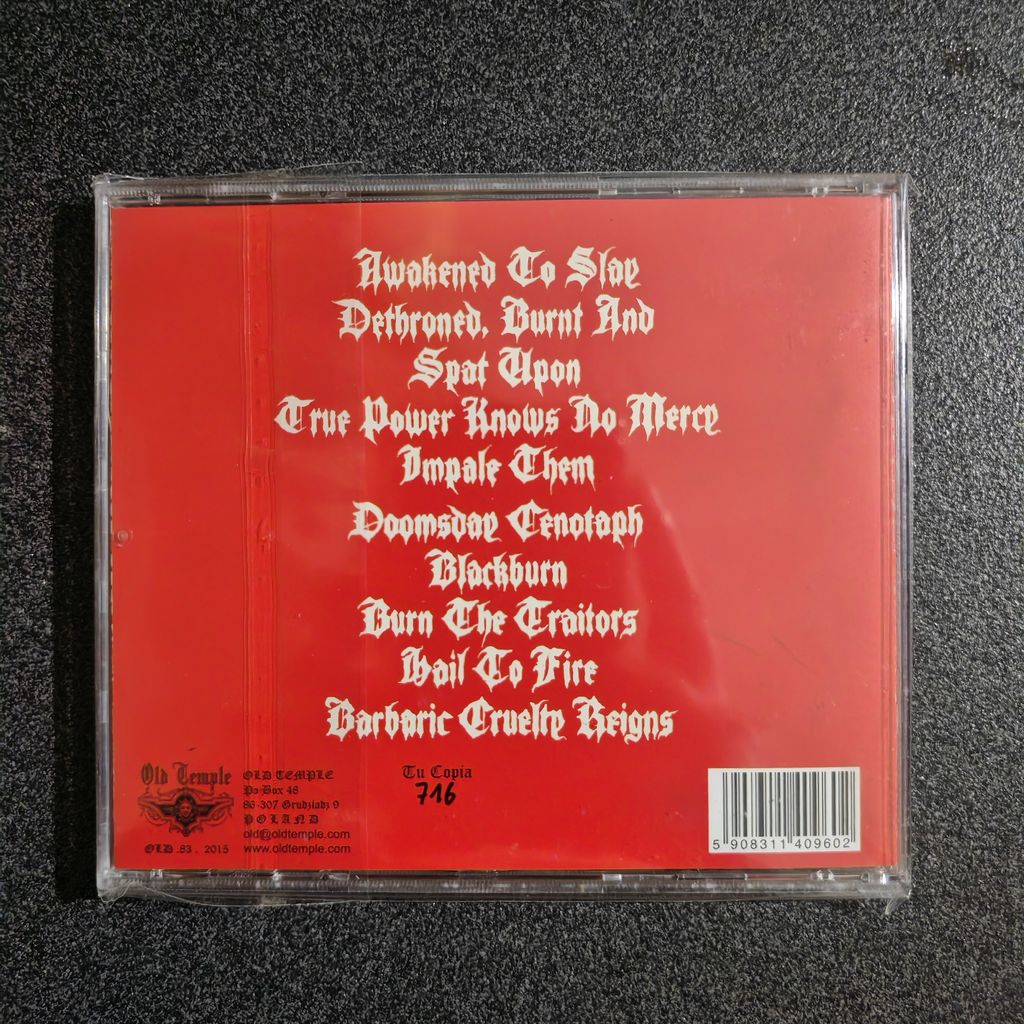 Awakened To Slay
Dethroned, Burnt And
Spat Upon
True Power Knows No Mercy
Impale Them
Doomsday Cenotaph
Blackburn
Burn The Traitors
Hail To Fire
Barbaric Cruelty Reigns
Old Temple
OLD .83 . 2015
OLD TEMPLE
Po Box 48
86-307 Grudziadz 9
POLAND
old@oldtemple.com
www.oldtemple.com
Tu Copia
716
5 908311 409602